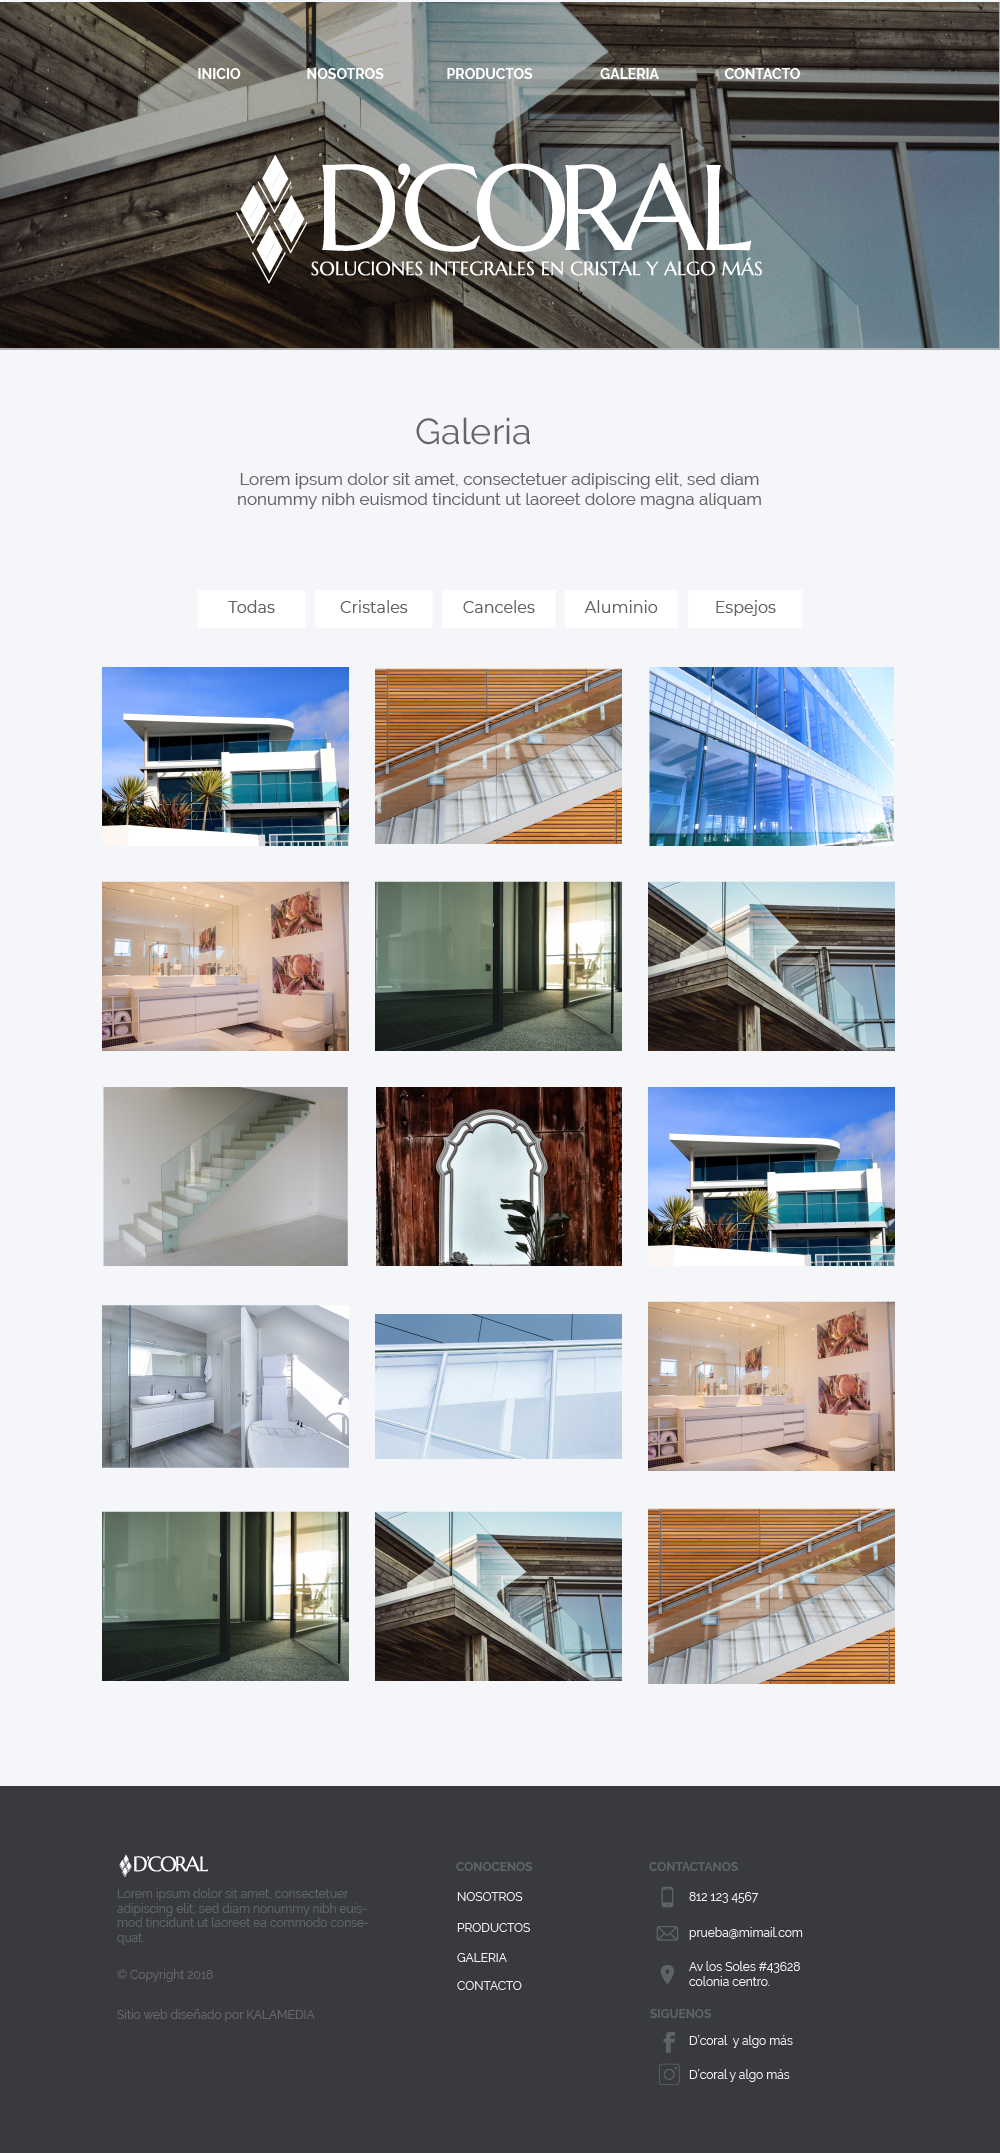 INICIO NOSOTROS PRODUCTOS GALERIA CONTACTO
D'CORAL
SOLUCIONES INTEGRALES EN CRISTAL Y ALGO MÁS
Galeria
Lorem ipsum dolor sit amet, consectetuer adipiscing elit, sed diam
nonummy nibh euismod tincidunt ut laoreet dolore magna aliquam
Todas Cristales Canceles Aluminio Espejos
D'CORAL
Lorem ipsum dolor sit amet, consectetuer
adipiscing elit, sed diam nonummy nibh euis-
mod tincidunt ut laoreet ea commodo conse-
quat.
© Copyright 2018
Sitio web diseñado por KALAMEDIA
CONOCENOS
NOSOTROS
PRODUCTOS
GALERIA
CONTACTO
CONTACTANOS
812 123 4567
prueba@mimail.com
Av los Soles #43628
colonia centro.
SIGUENOS
D'coral y algo más
D'coral y algo más